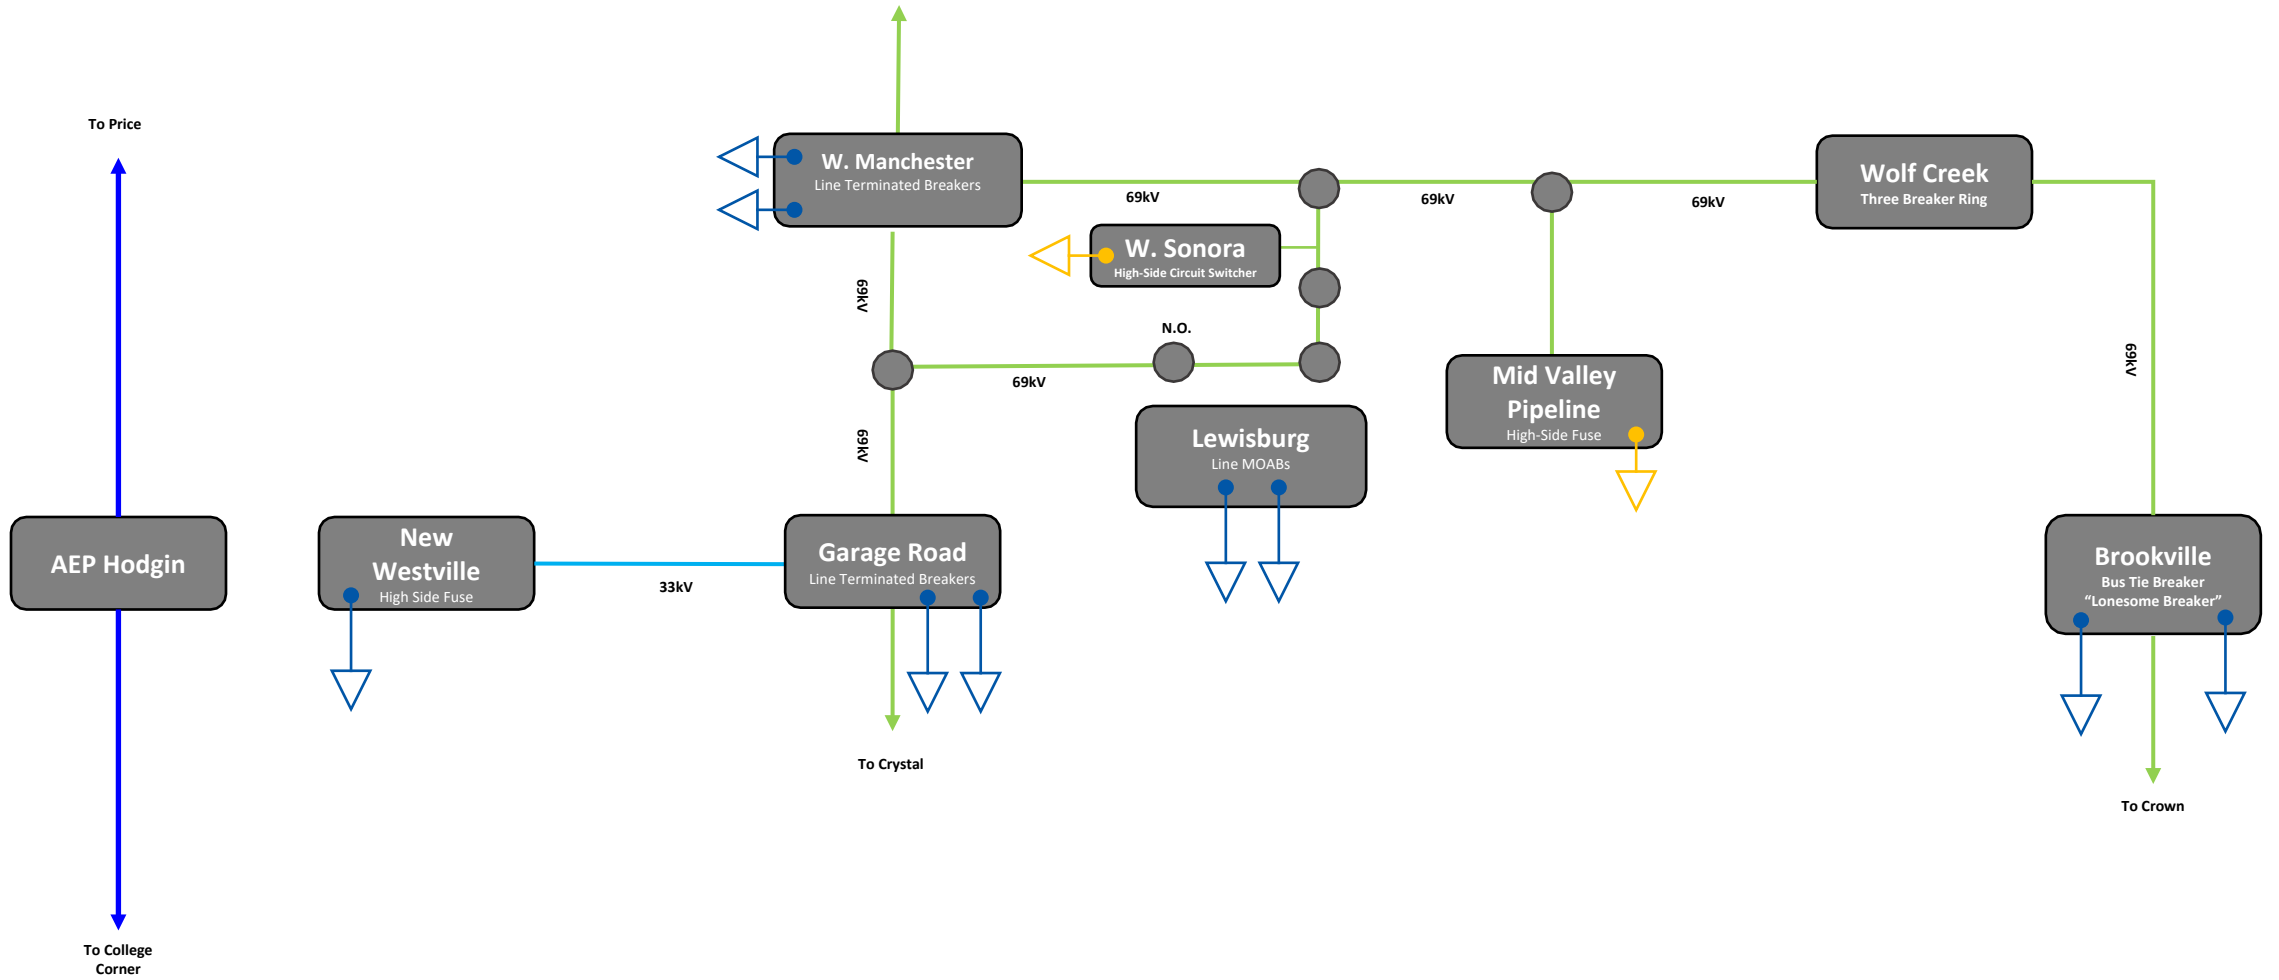 To Price
W. Manchester
Line Terminated Breakers
Wolf Creek
Three Breaker Ring
69kV
69kV
69kV
W. Sonora
High-Side Circuit Switcher
69kV
N.O.
69kV
69kV
Mid Valley
Pipeline
High-Side Fuse
Lewisburg
Line MOABs
69kV
AEP Hodgin
New
Westville
High Side Fuse
33kV
Garage Road
Line Terminated Breakers
Brookville
Bus Tie Breaker
“Lonesome Breaker”
To Crystal
To Crown
To College
Corner